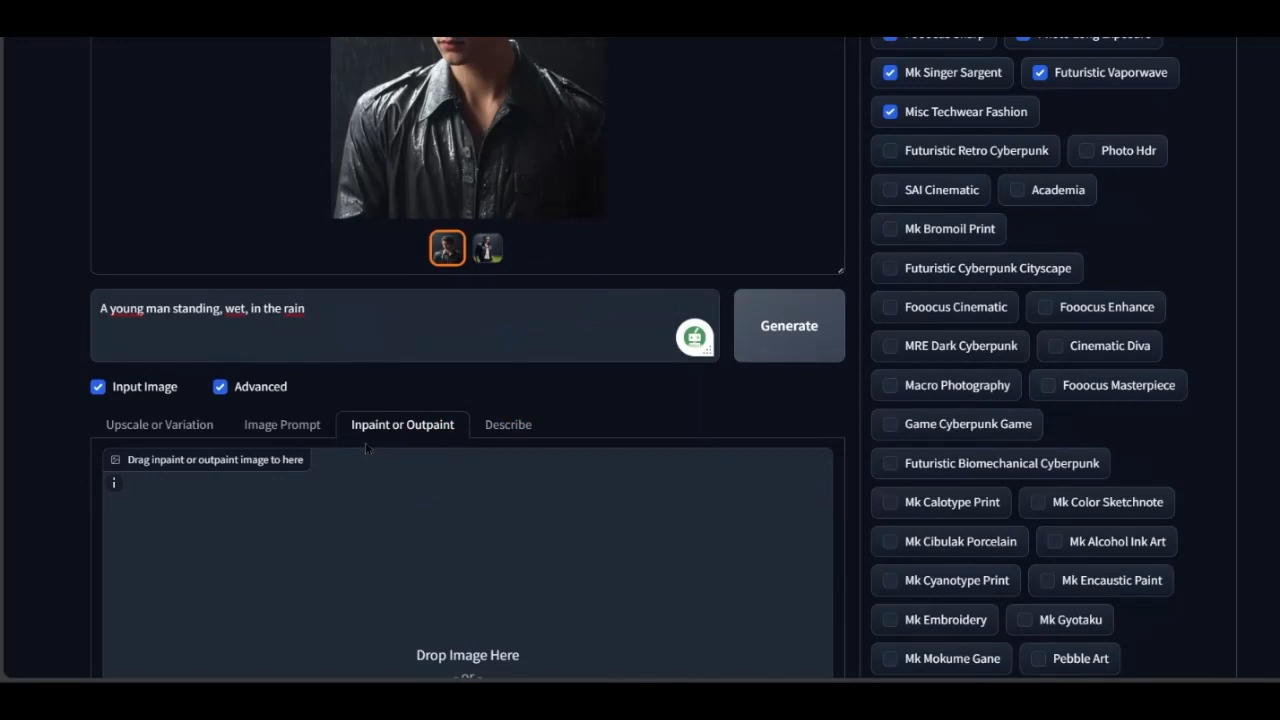 Mk Singer Sargent
Futuristic Vaporwave
Misc Techwear Fashion
Futuristic Retro Cyberpunk
Photo Hdr
SAI Cinematic
Academia
Mk Bromoil Print
Futuristic Cyberpunk Cityscape
Fooocus Cinematic
Fooocus Enhance
MRE Dark Cyberpunk
Cinematic Diva
Macro Photography
Fooocus Masterpiece
Game Cyberpunk Game
Futuristic Biomechanical Cyberpunk
Mk Calotype Print
Mk Color Sketchnote
Mk Cibulak Porcelain
Mk Alcohol Ink Art
Mk Cyanotype Print
Mk Encaustic Paint
Mk Embroidery
Mk Gyotaku
Mk Mokume Gane
Pebble Art
A young man standing, wet, in the rain
Generate
Input Image
Advanced
Upscale or Variation
Image Prompt
Inpaint or Outpaint
Describe
Drag inpaint or outpaint image to here
i
Drop Image Here